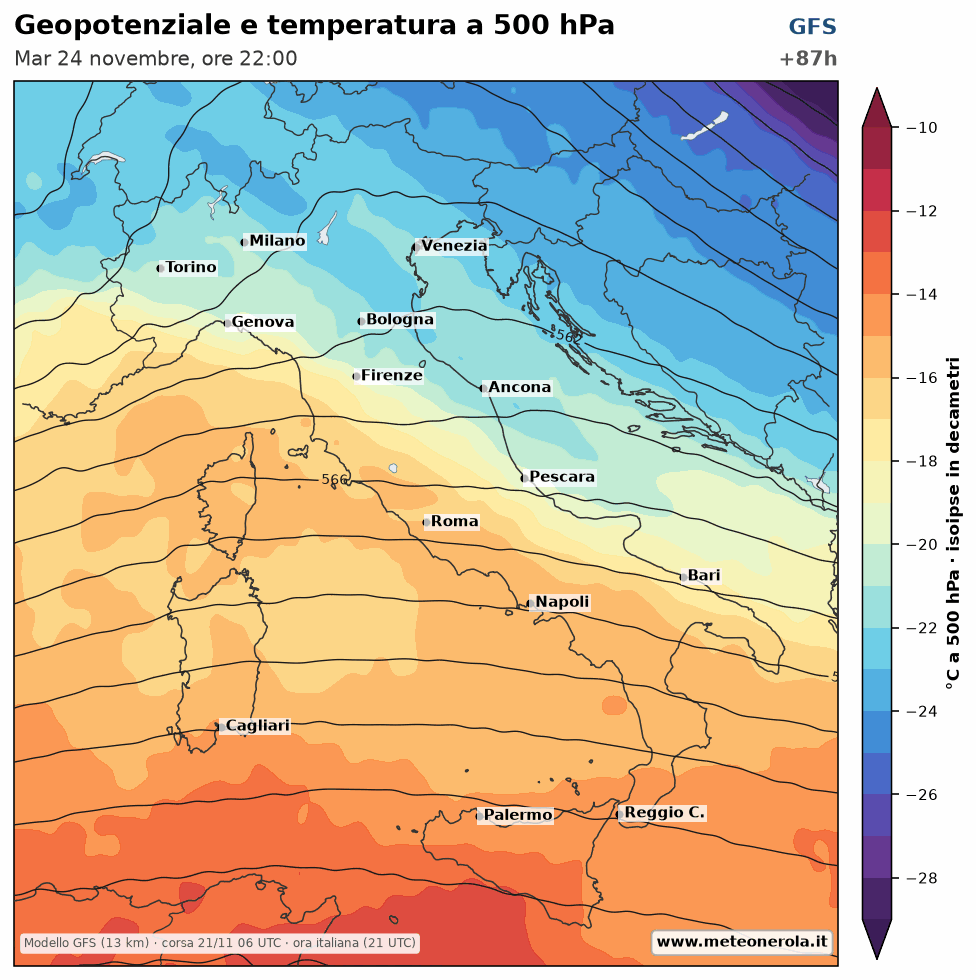 Geopotenziale e temperatura a 500 hPa
GFS
Mar 24 novembre, ore 22:00
+87h
Milano
Venezia
Torino
Genova
Bologna
562
Firenze
Ancona
566
Pescara
Roma
Bari
Napoli
Cagliari
Palermo
Reggio C.
−10
−12
−14
−16
−18
−20
−22
−24
−26
−28
°C a 500 hPa · isoipse in decametri
Modello GFS (13 km) · corsa 21/11 06 UTC · ora italiana (21 UTC)
www.meteonerola.it